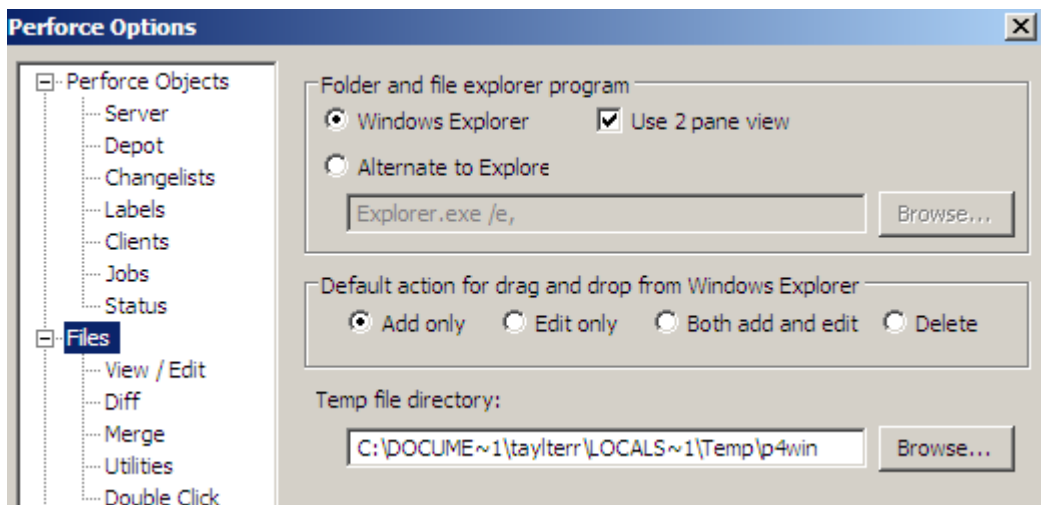 Perforce Options
Perforce Objects
Server
Depot
Changelists
Labels
Clients
Jobs
Status
Files
View / Edit
Diff
Merge
Utilities
Double Click
Folder and file explorer program
Windows Explorer
Use 2 pane view
Alternate to Explore
Explorer.exe /e,
Browse...
Default action for drag and drop from Windows Explorer
Add only
Edit only
Both add and edit
Delete
Temp file directory:
C:\DOCUME~1\taylterr\LOCALS~1\Temp\p4win
Browse...